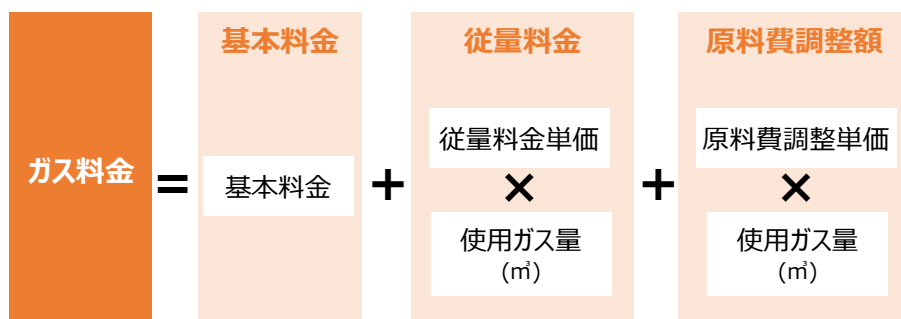 ガス料金
=
基本料金
基本料金
+
従量料金
従量料金単価
×
使用ガス量
(㎥)
+
原料費調整額
原料費調整単価
×
使用ガス量
(㎥)